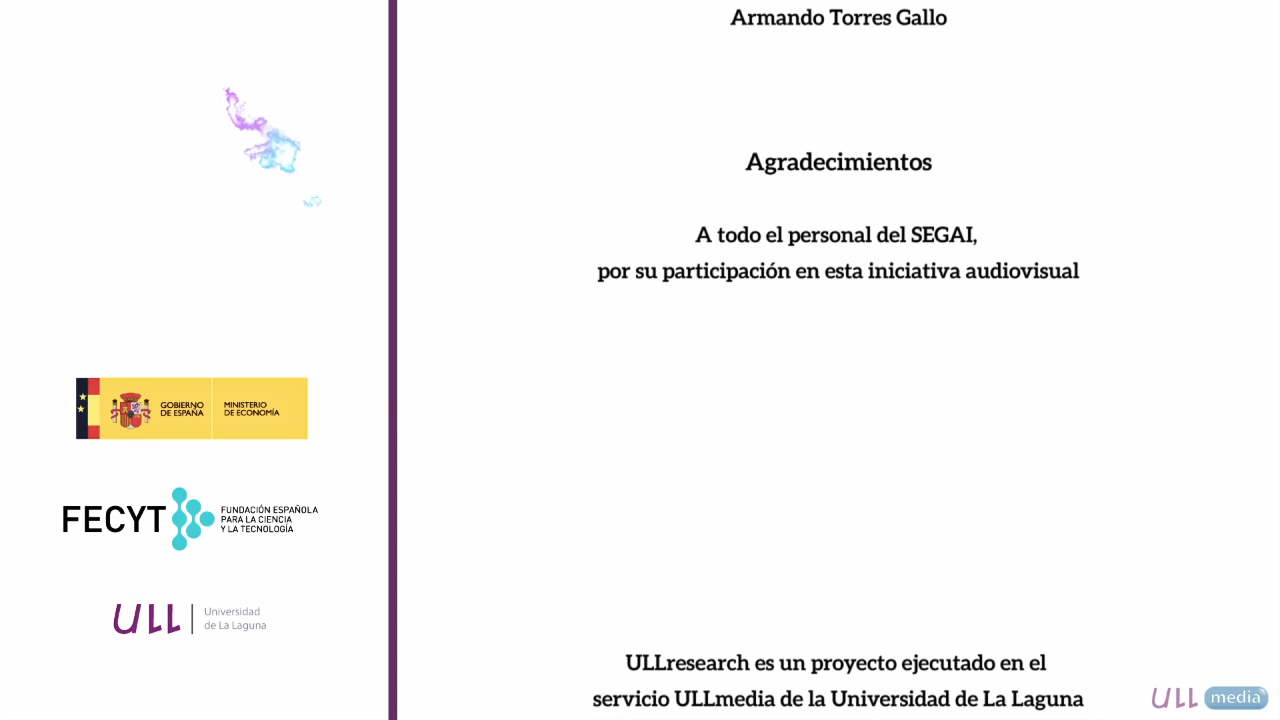 Armando Torres Gallo
Agradecimientos
A todo el personal del SEGAI,
por su participación en esta iniciativa audiovisual
GOBIERNO
DE ESPAÑA
MINISTERIO
DE ECONOMÍA
FECYT
FUNDACIÓN ESPAÑOLA
PARA LA CIENCIA
Y LA TECNOLOGÍA
ULL
Universidad
de La Laguna
ULLresearch es un proyecto ejecutado en el
servicio ULLmedia de la Universidad de La Laguna
ULL media